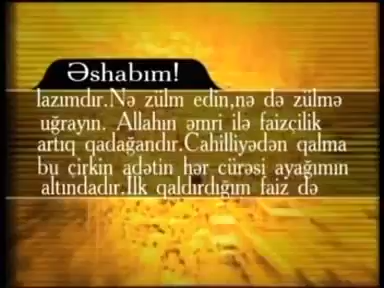 Əshabım!
lazımdır.Nə zülm edin,nə də zülmə
uğrayın. Allahın əmri ilə faizçilik
artıq qadağandır.Cahilliyədən qalma
bu çirkin adətin hər cürəsi ayağımın
altındadır.İlk qaldırdığım faiz də